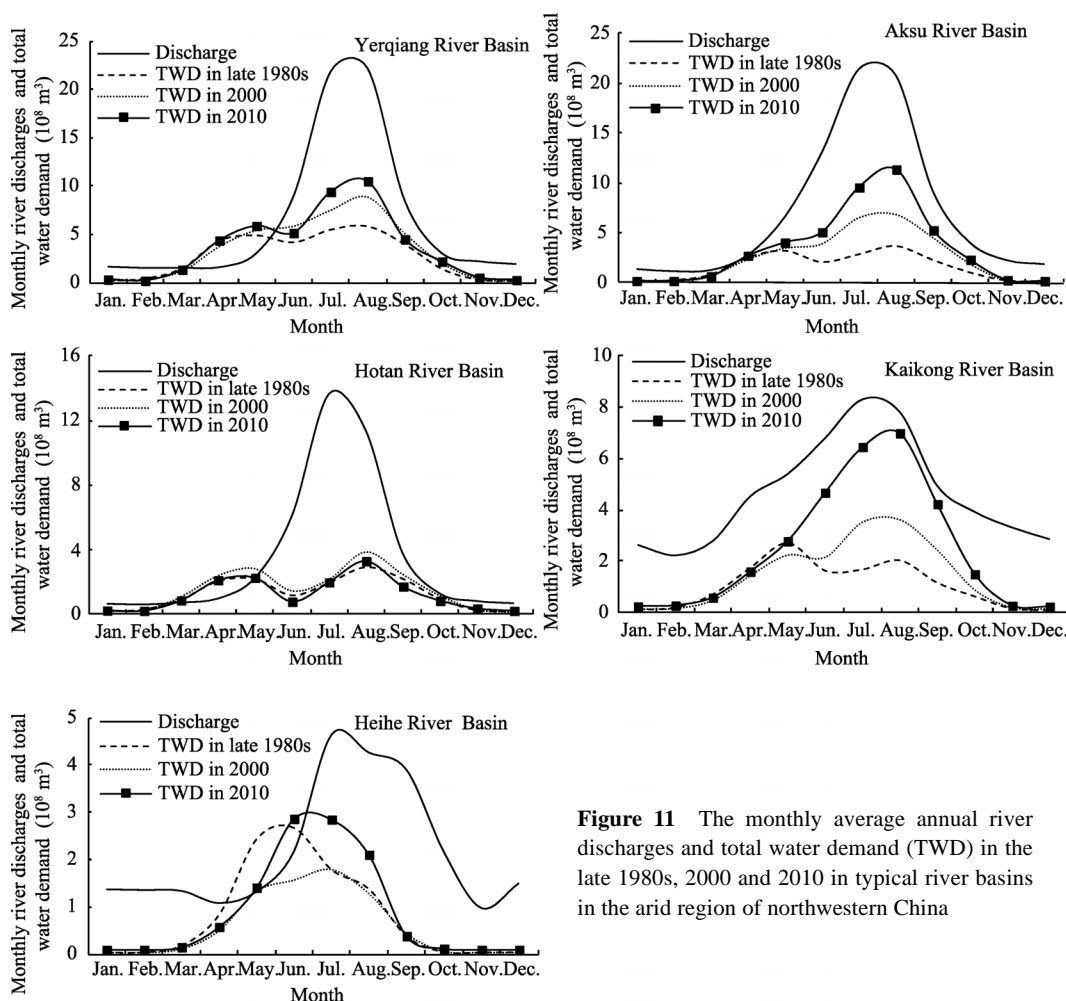 Yerqiang River Basin
Monthly river discharges and total
water demand (10⁸ m³)
25
20
15
10
5
0
Discharge
TWD in late 1980s
TWD in 2000
TWD in 2010
Jan. Feb. Mar. Apr. May. Jun. Jul. Aug. Sep. Oct. Nov. Dec.
Month
Aksu River Basin
Monthly river discharges and total
water demand (10⁸ m³)
25
20
15
10
5
0
Discharge
TWD in late 1980s
TWD in 2000
TWD in 2010
Jan. Feb. Mar. Apr. May. Jun. Jul. Aug. Sep. Oct. Nov. Dec.
Month
Hotan River Basin
Monthly river discharges and total
water demand (10⁸ m³)
16
12
8
4
0
Discharge
TWD in late 1980s
TWD in 2000
TWD in 2010
Jan. Feb. Mar. Apr. May. Jun. Jul. Aug. Sep. Oct. Nov. Dec.
Month
Kaikong River Basin
Monthly river discharges and total
water demand (10⁸ m³)
10
8
6
4
2
0
Discharge
TWD in late 1980s
TWD in 2000
TWD in 2010
Jan. Feb. Mar. Apr. May. Jun. Jul. Aug. Sep. Oct. Nov. Dec.
Month
Heihe River Basin
Monthly river discharges and total
water demand (10⁸ m³)
5
4
3
2
1
0
Discharge
TWD in late 1980s
TWD in 2000
TWD in 2010
Jan. Feb. Mar. Apr. May. Jun. Jul. Aug. Sep. Oct. Nov. Dec.
Month
Figure 11 The monthly average annual river
discharges and total water demand (TWD) in the
late 1980s, 2000 and 2010 in typical river basins
in the arid region of northwestern China